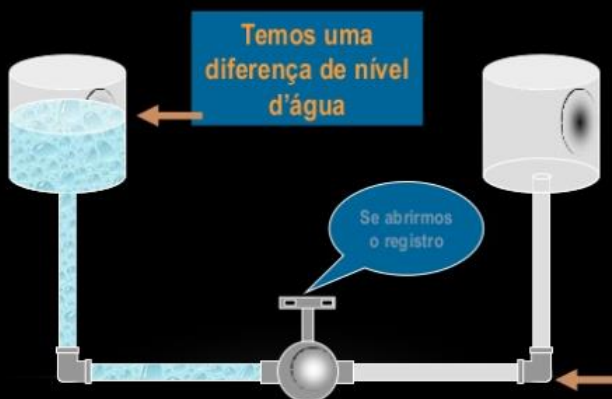 Temos uma
diferença de nível
d'água
Se abrirmos
o registro